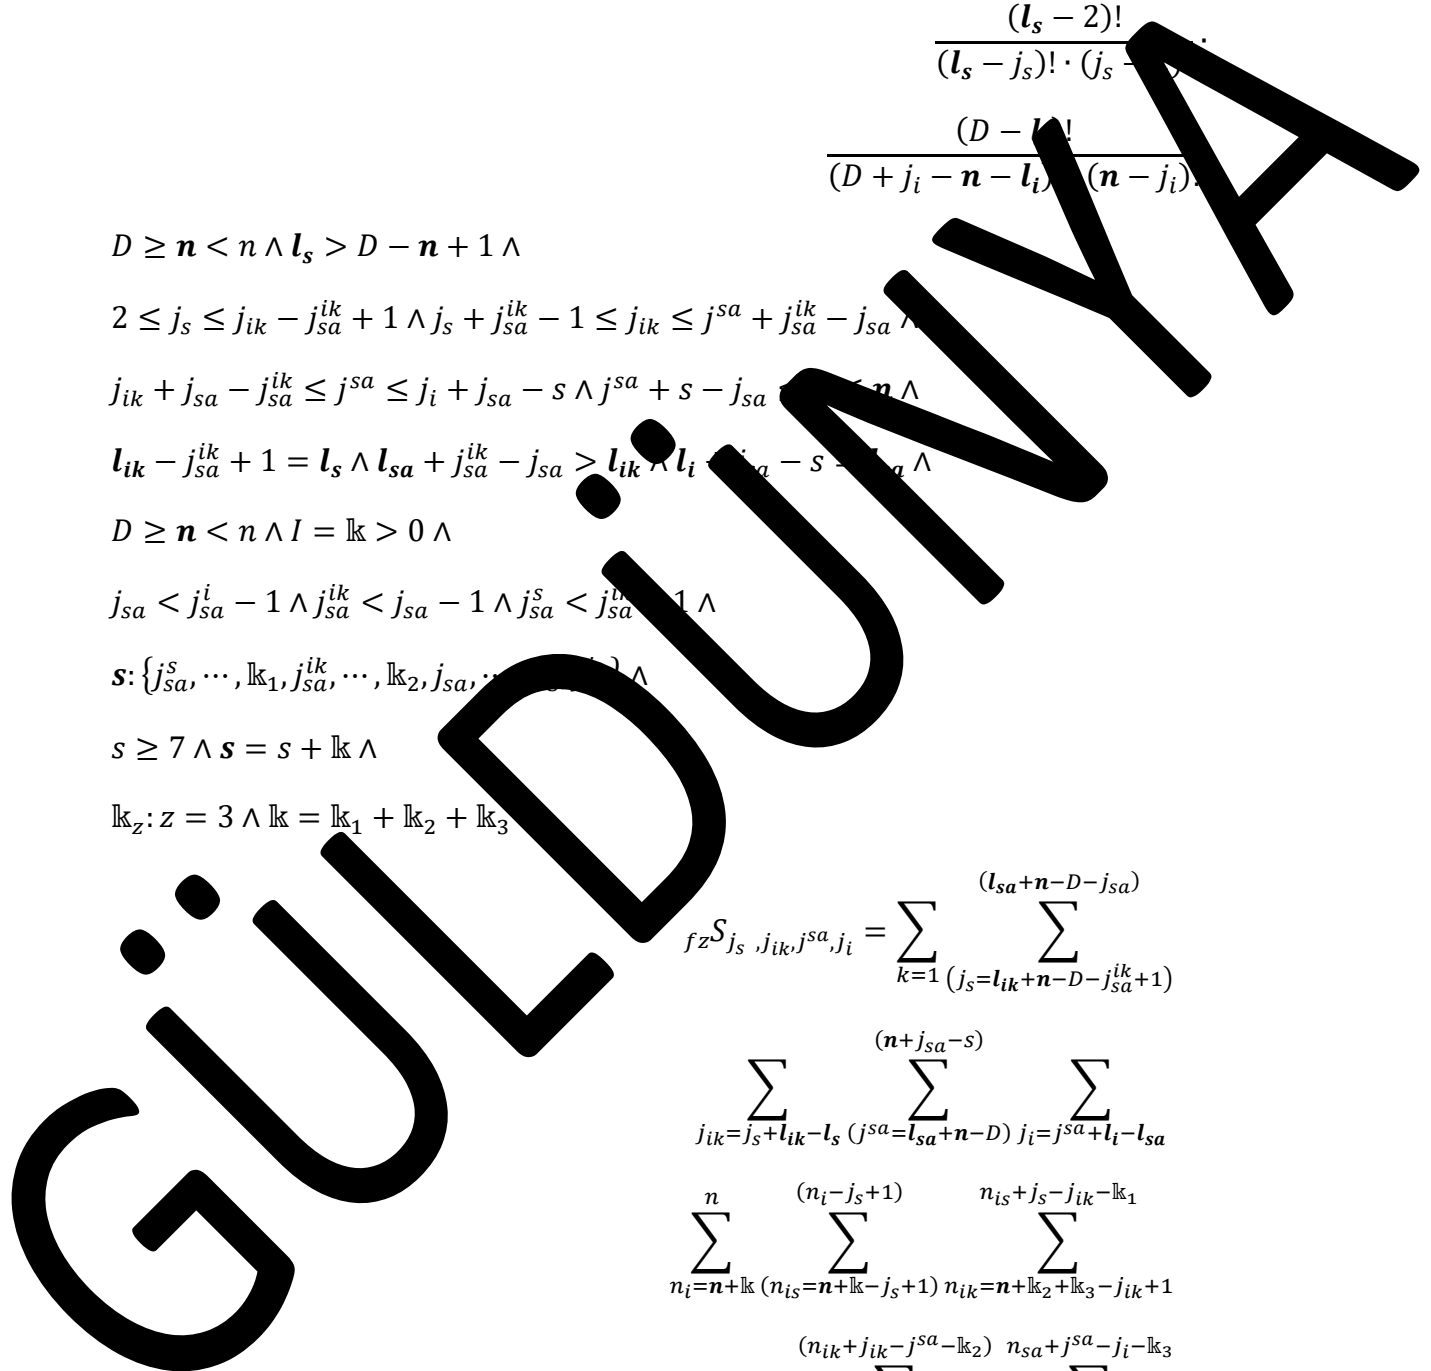 (l_s − 2)!
(l_s − j_s)! · (j_s
(D − l
(D + j_i − n − l_i) (n − j_i)!
D ≥ n < n ∧ l_s > D − n + 1 ∧
2 ≤ j_s ≤ j_ik − j_sa^ik + 1 ∧ j_s + j_sa^ik − 1 ≤ j_ik ≤ j^sa + j_sa^ik − j_sa ∧
j_ik + j_sa − j_sa^ik ≤ j^sa ≤ j_i + j_sa − s ∧ j^sa + s − j_sa ≤ n ∧
l_ik − j_sa^ik + 1 = l_s ∧ l_sa + j_sa^ik − j_sa > l_ik ∧ l_i − s ∧
D ≥ n < n ∧ I = 𝕜 > 0 ∧
j_sa < j_sa^i − 1 ∧ j_sa^ik < j_sa − 1 ∧ j_sa^s < j_sa^ik 1 ∧
s: {j_sa^s, ⋯ , 𝕜_1, j_sa^ik, ⋯ , 𝕜_2, j_sa, } ∧
s ≥ 7 ∧ s = s + 𝕜 ∧
𝕜_z: z = 3 ∧ 𝕜 = 𝕜_1 + 𝕜_2 + 𝕜_3
(l_sa+n−D−j_sa)
_fz S_{j_s ,j_ik,j^sa,j_i} = ∑ ∑
k=1 (j_s=l_ik+n−D−j_sa^ik+1)
(n+j_sa−s)
∑ ∑ ∑
j_ik=j_s+l_ik−l_s (j^sa=l_sa+n−D) j_i=j^sa+l_i−l_sa
n (n_i−j_s+1) n_is+j_s−j_ik−𝕜_1
∑ ∑ ∑
n_i=n+𝕜 (n_is=n+𝕜−j_s+1) n_ik=n+𝕜_2+𝕜_3−j_ik+1
(n_ik+j_ik−j^sa−𝕜_2) n_sa+j^sa−j_i−𝕜_3
GÜLDÜNYA